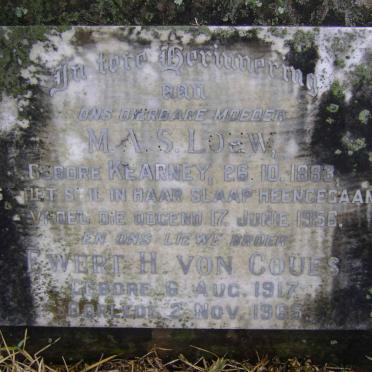 In tere Herinnering
aan
ONS DIERBARE MOEDER
M.A.S. LOEW,
GEBORE KEARNEY, 26. 10. 1883.
HET STIL IN HAAR SLAAP HEENGEGAAN
VROEG DIE OGGEND 17 JUNIE 1956.
EN ONS LIEWE BROER
EWERT H. VON COUES
GEBORE 6 AUG. 1917
OORLEDE 2 NOV.